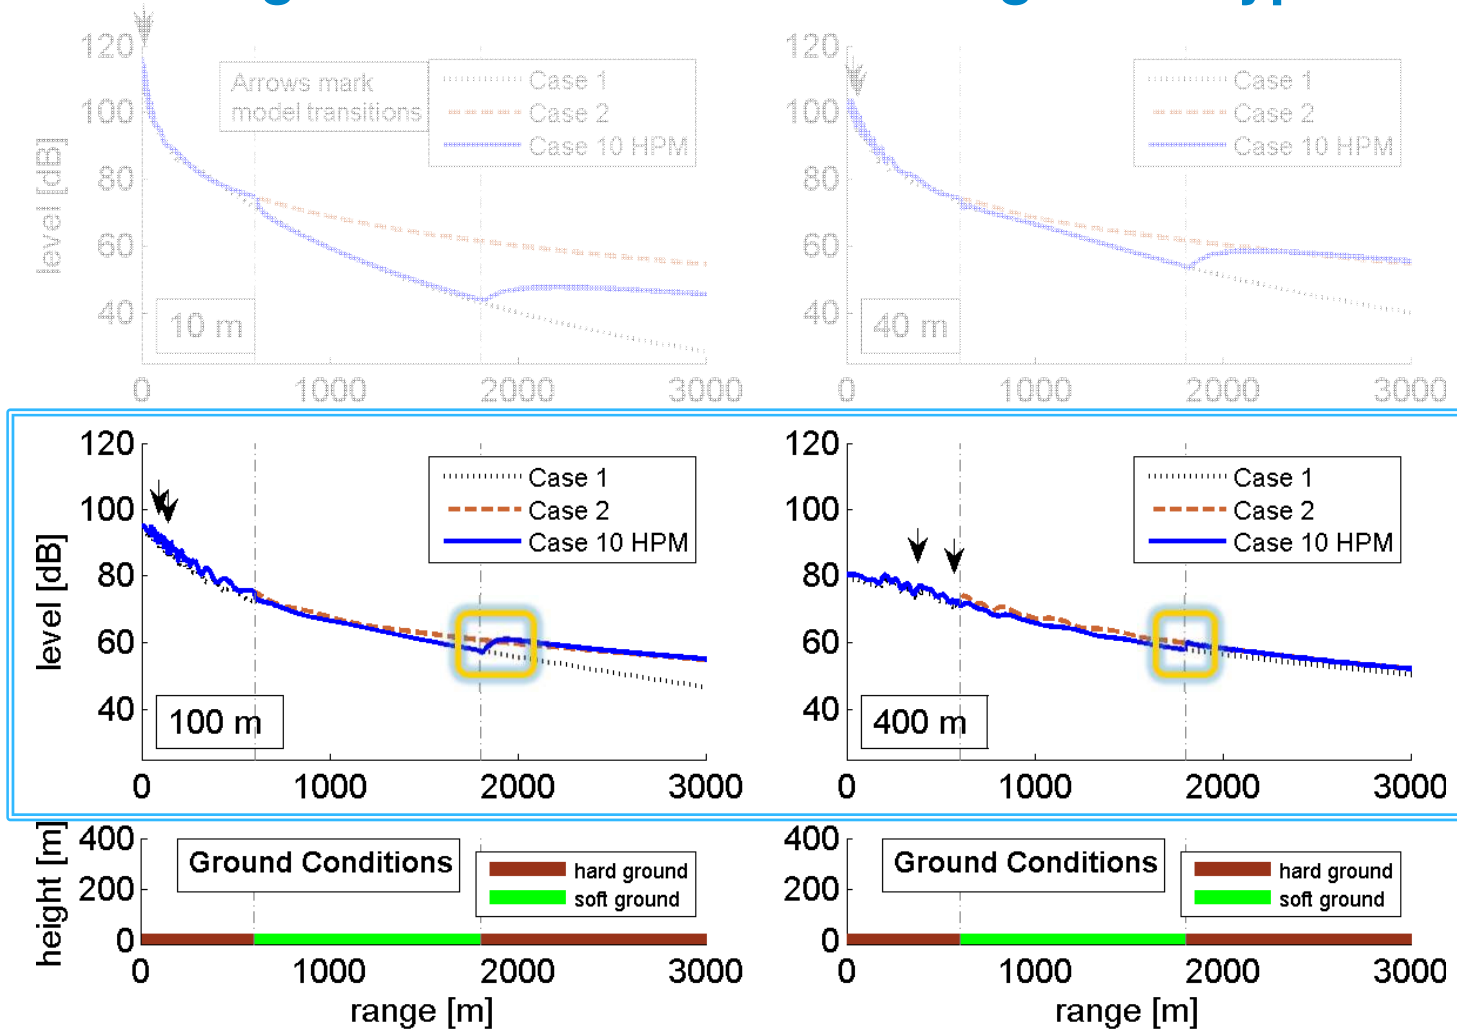 120
100
80
60
40
level [dB]
Arrows mark
model transitions
Case 1
Case 2
Case 10 HPM
10 m
0
1000
2000
3000
120
100
80
60
40
Case 1
Case 2
Case 10 HPM
40 m
0
1000
2000
3000
120
100
80
60
40
level [dB]
Case 1
Case 2
Case 10 HPM
100 m
0
1000
2000
3000
120
100
80
60
40
Case 1
Case 2
Case 10 HPM
400 m
0
1000
2000
3000
400
200
0
height [m]
Ground Conditions
hard ground
soft ground
0
1000
2000
3000
range [m]
400
200
0
Ground Conditions
hard ground
soft ground
0
1000
2000
3000
range [m]